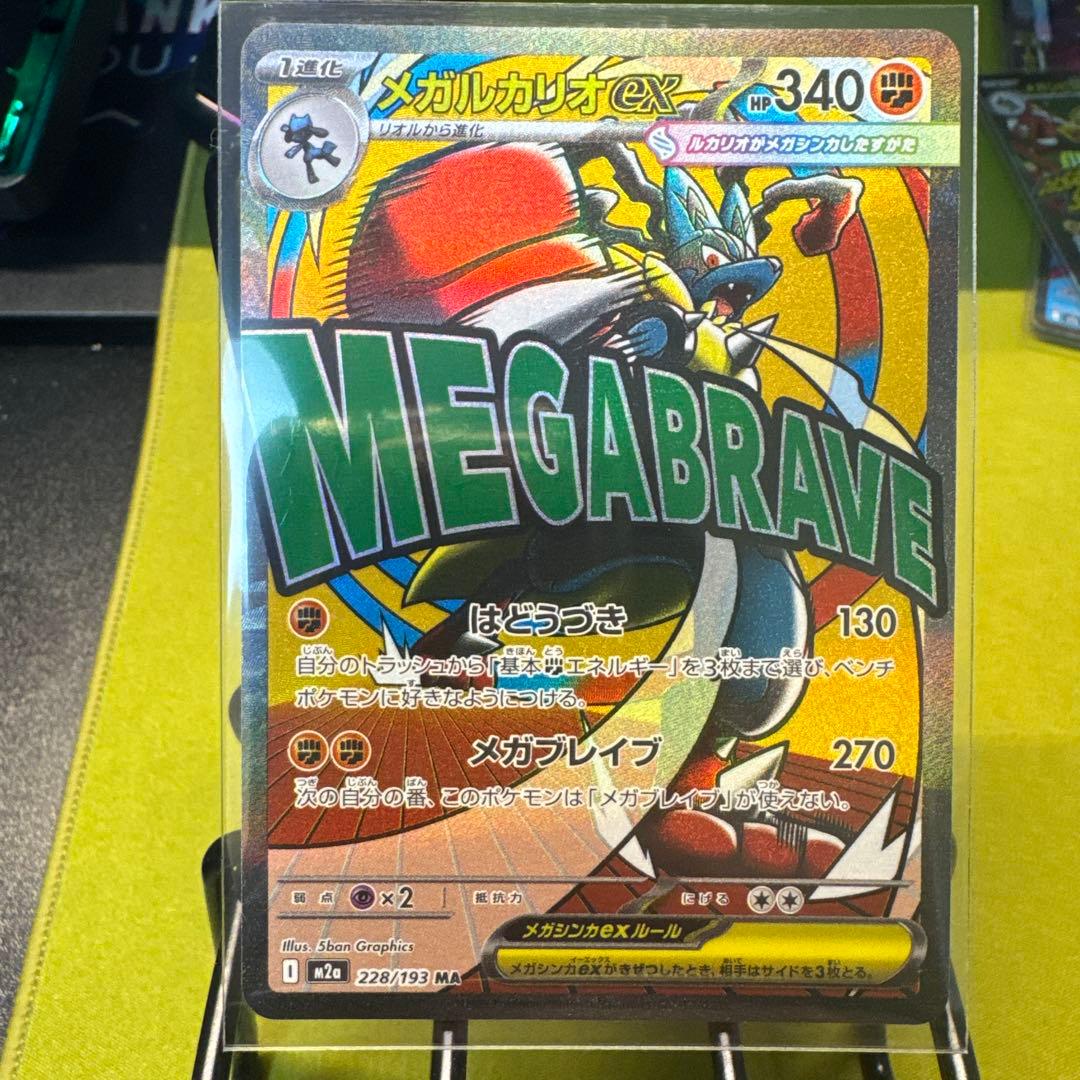 1進化
メガルカリオex
HP340
リオルから進化
ルカリオがメガシンカしたすがた
MEGABRAVE
はどうづき 130
自分のトラッシュから「基本エネルギー」を3枚まで選び、ベンチ
ポケモンに好きなようにつける。
メガブレイブ 270
次の自分の番、このポケモンは「メガブレイブ」が使えない。
弱点 ×2 抵抗力 にげる
メガシンカexルール
メガシンカexがきぜつしたとき、相手はサイドを3枚とる。
Illus. 5ban Graphics
I m2a 228/193 MA